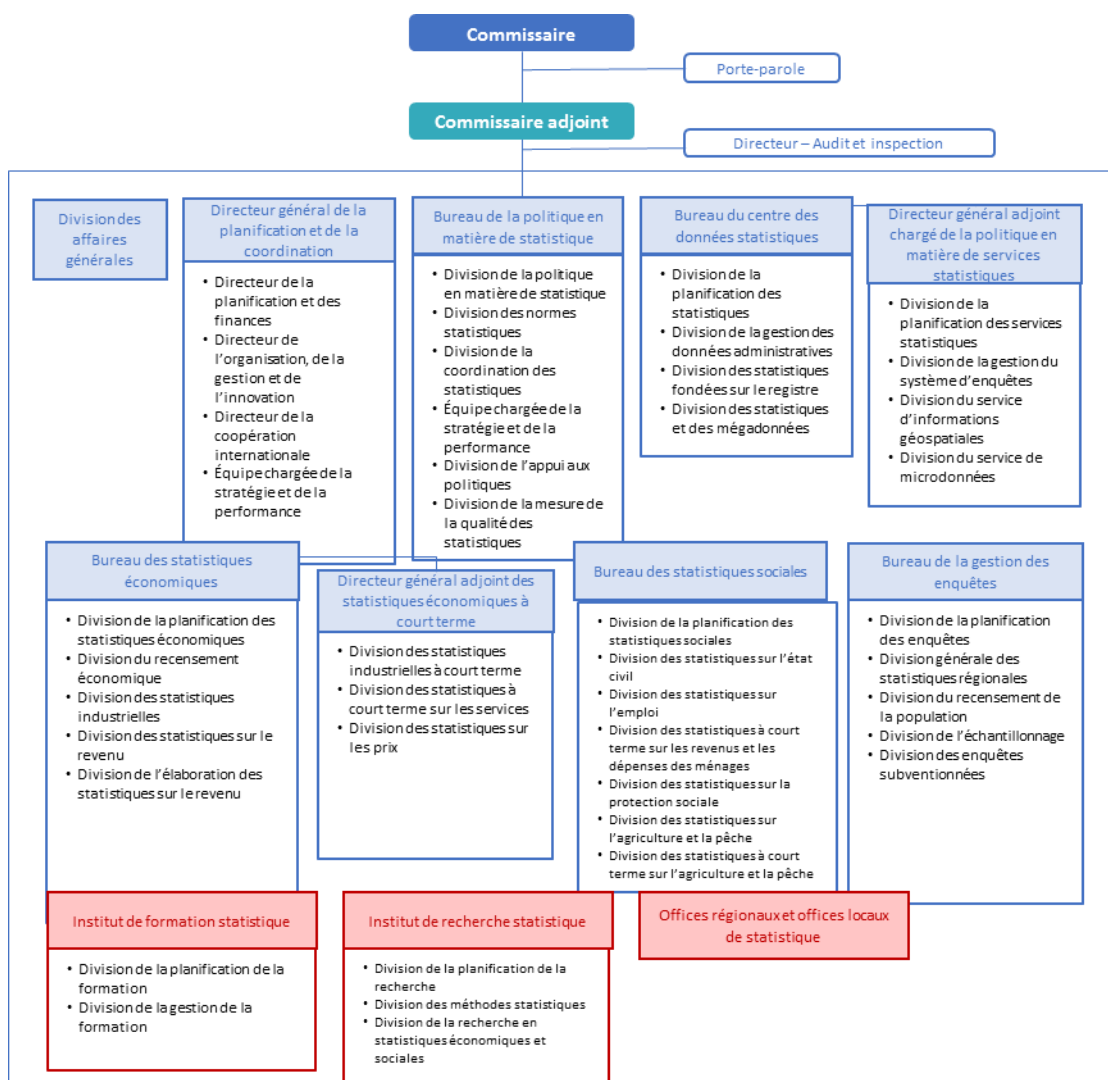 Commissaire
Porte-parole
Commissaire adjoint
Directeur – Audit et inspection
Division des
affaires
générales
Directeur général de la
planification et de la
coordination
• Directeur de la
planification et des
finances
• Directeur de
l’organisation, de la
gestion et de
l’innovation
• Directeur de la
coopération
internationale
• Équipe chargée de la
stratégie et de la
performance
Bureau de la politique en
matière de statistique
• Division de la politique
en matière de statistique
• Division des normes
statistiques
• Division de la
coordination des
statistiques
• Équipe chargée de la
stratégie et de la
performance
• Division de l’appui aux
politiques
• Division de la mesure de
la qualité des
statistiques
Bureau du centre des
données statistiques
• Division de la
planification des
statistiques
• Division de la gestion des
données administratives
• Division des statistiques
fondées sur le registre
• Division des statistiques
et des mégadonnées
Directeur général adjoint
chargé de la politique en
matière de services
statistiques
• Division de la
planification des services
statistiques
• Division de la gestion du
système d’enquêtes
• Division du service
d’informations
géospatiales
• Division du service de
microdonnées
Bureau des statistiques
économiques
• Division de la planification des
statistiques économiques
• Division du recensement
économique
• Division des statistiques
industrielles
• Division des statistiques sur le
revenu
• Division de l’élaboration des
statistiques sur le revenu
Directeur général adjoint des
statistiques économiques à
court terme
• Division des statistiques
industrielles à court terme
• Division des statistiques à
court terme sur les services
• Division des statistiques sur
les prix
Bureau des statistiques sociales
• Division de la planification des
statistiques sociales
• Division des statistiques sur l’état
civil
• Division des statistiques sur
l’emploi
• Division des statistiques à court
terme sur les revenus et les
dépenses des ménages
• Division des statistiques sur la
protection sociale
• Division des statistiques sur
l’agriculture et la pêche
• Division des statistiques à court
terme sur l’agriculture et la pêche
Bureau de la gestion des
enquêtes
• Division de la planification
des enquêtes
• Division générale des
statistiques régionales
• Division du recensement de
la population
• Division de l’échantillonnage
• Division des enquêtes
subventionnées
Institut de formation statistique
• Division de la planification de la
formation
• Division de la gestion de la
formation
Institut de recherche statistique
• Division de la planification de la
recherche
• Division des méthodes statistiques
• Division de la recherche en
statistiques économiques et
sociales
Offices régionaux et offices locaux
de statistique